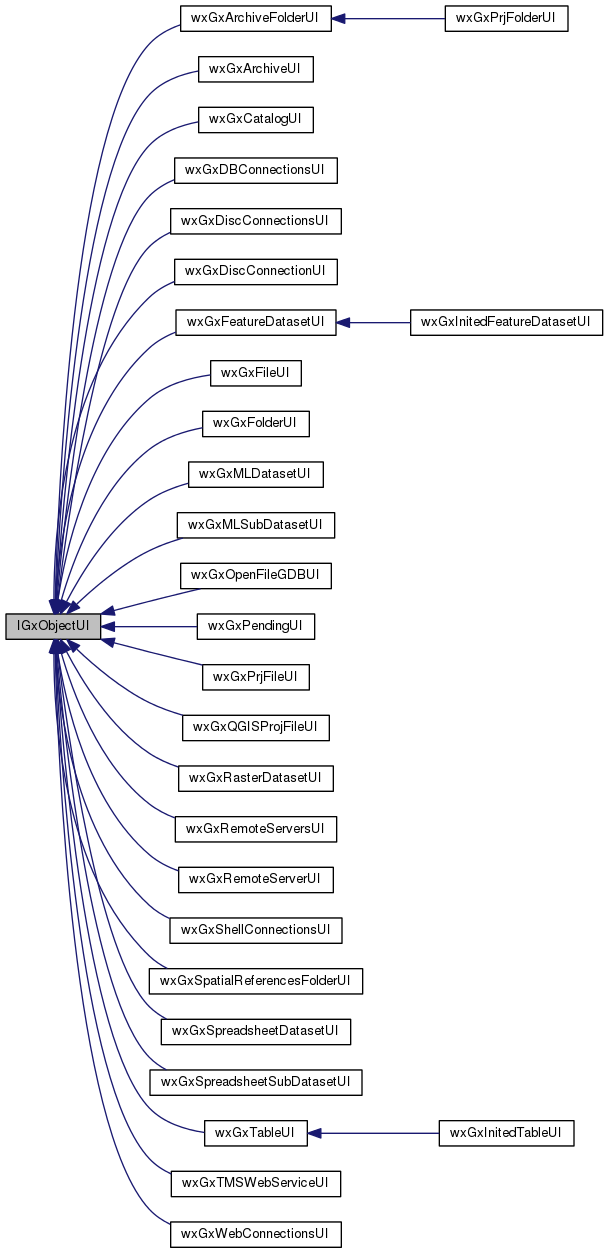 wxGxArchiveFolderUI
wxGxPrjFolderUI
wxGxArchiveUI
wxGxCatalogUI
wxGxDBConnectionsUI
wxGxDiscConnectionsUI
wxGxDiscConnectionUI
wxGxFeatureDatasetUI
wxGxInitedFeatureDatasetUI
wxGxFileUI
wxGxFolderUI
wxGxMLDatasetUI
wxGxMLSubDatasetUI
wxGxOpenFileGDBUI
IGxObjectUI
wxGxPendingUI
wxGxPrjFileUI
wxGxQGISProjFileUI
wxGxRasterDatasetUI
wxGxRemoteServersUI
wxGxRemoteServerUI
wxGxShellConnectionsUI
wxGxSpatialReferencesFolderUI
wxGxSpreadsheetDatasetUI
wxGxSpreadsheetSubDatasetUI
wxGxTableUI
wxGxInitedTableUI
wxGxTMSWebServiceUI
wxGxWebConnectionsUI